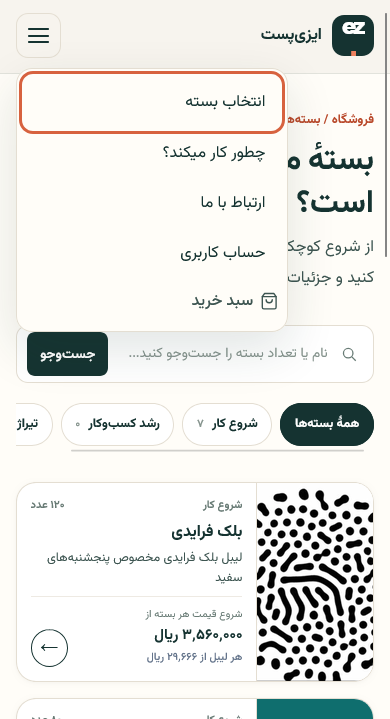 ez
ایزی‌پست
انتخاب بسته
چطور کار میکند؟
ارتباط با ما
حساب کاربری
سبد خرید
فروشگاه / بسته‌ه
بستهٔ م
است؟
از شروع کوچک
کنید و جزئیات
نام یا تعداد بسته را جست‌وجو کنید...
جست‌وجو
همهٔ بسته‌ها
شروع کار ۷
رشد کسب‌وکار ۰
تیراژ
شروع کار
۱۲۰ عدد
بلک فرایدی
لیبل بلک فرایدی مخصوص پنجشنبه‌های
سفید
شروع قیمت هر بسته از
۳,۵۶۰,۰۰۰ ریال
هر لیبل از ۲۹,۶۶۶ ریال